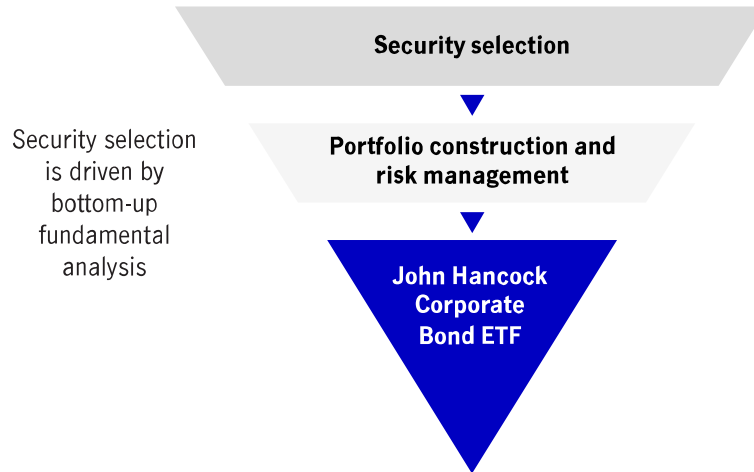 Security selection
Security selection
is driven by
bottom-up
fundamental
analysis
Portfolio construction and
risk management
John Hancock
Corporate
Bond ETF